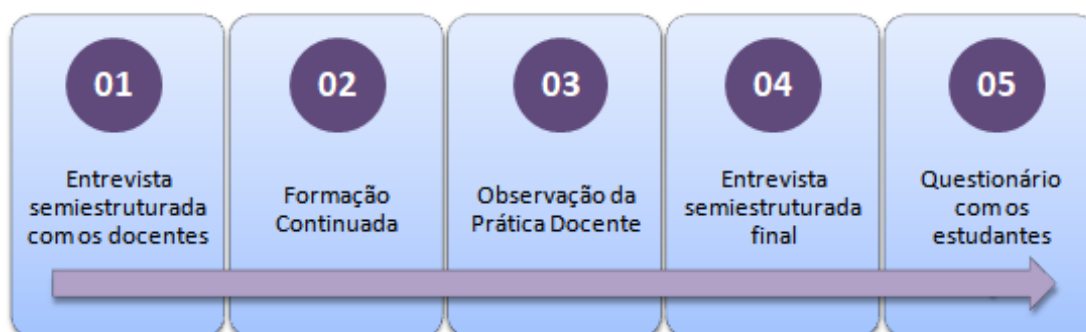 01
Entrevista
semiestruturada
com os docentes
02
Formação
Continuada
03
Observação da
Prática Docente
04
Entrevista
semiestruturada
final
05
Questionário
com os
estudantes